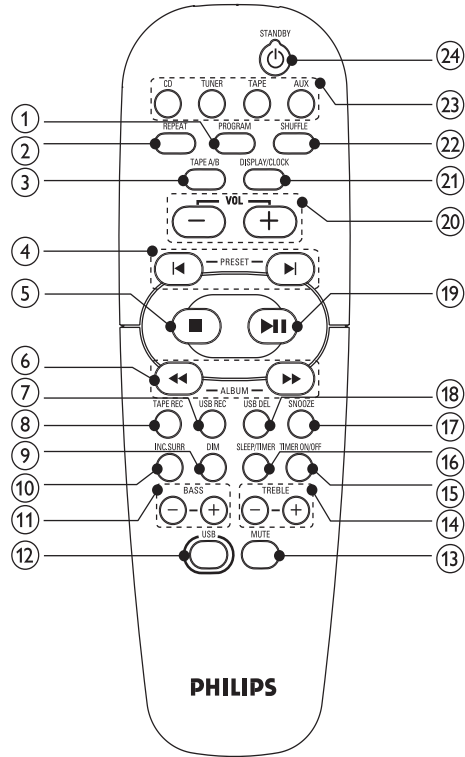 STANDBY
24
CD TUNER TAPE AUX
23
1
REPEAT PROGRAM SHUFFLE
2
22
TAPE A/B DISPLAY/CLOCK
3
21
VOL
20
4
PRESET
5
19
6
ALBUM
7
18
TAPE REC USB REC USB DEL SNOOZE
8
17
9
INC.SURR DIM SLEEP/TIMER TIMER ON/OFF
16
10
15
BASS TREBLE
11
14
USB MUTE
12
13
PHILIPS